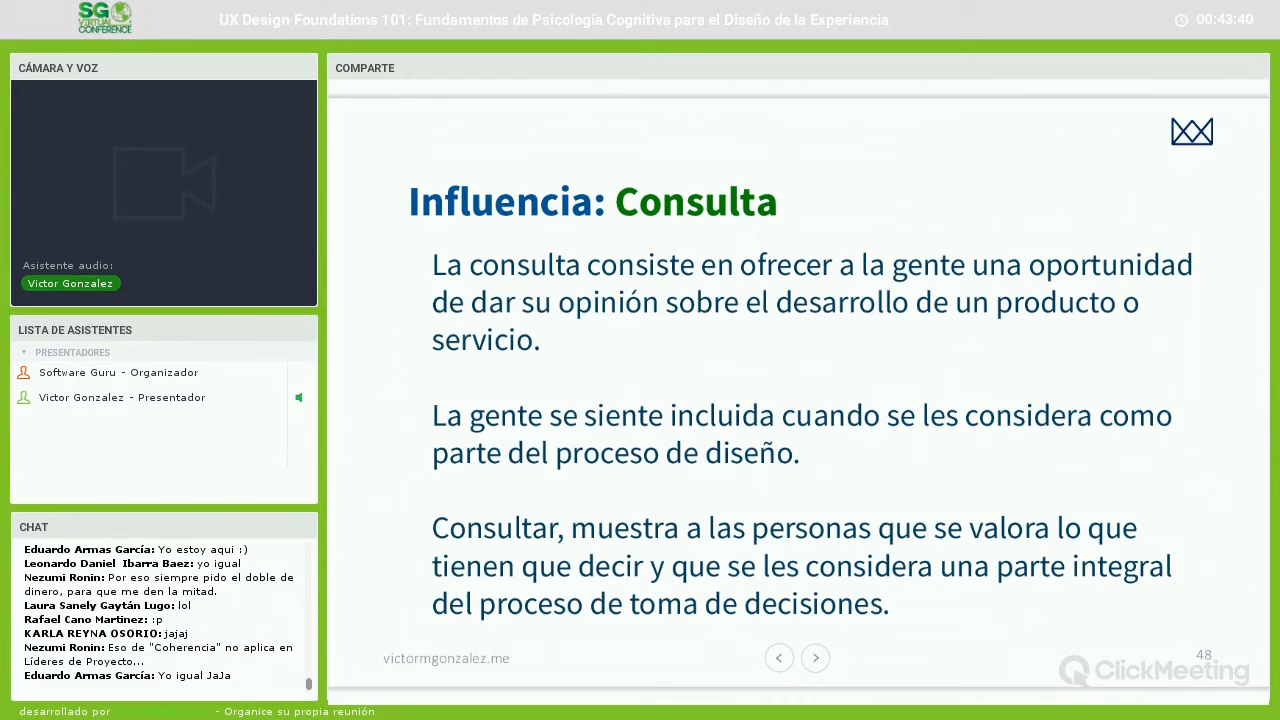 SG
VIRTUAL
CONFERENCE
UX Design Foundations 101: Fundamentos de Psicología Cognitiva para el Diseño de la Experiencia
00:43:40
CÁMARA Y VOZ
Asistente audio:
Victor Gonzalez
LISTA DE ASISTENTES
PRESENTADORES
Software Guru - Organizador
Victor Gonzalez - Presentador
CHAT
Eduardo Armas García: Yo estoy aqui :)
Leonardo Daniel Ibarra Baez: yo igual
Nezumi Ronin: Por eso siempre pido el doble de
dinero, para que me den la mitad.
Laura Sanely Gaytán Lugo: lol
Rafael Cano Martinez: :p
KARLA REYNA OSORIO: jajaj
Nezumi Ronin: Eso de "Coherencia" no aplica en
Líderes de Proyecto...
Eduardo Armas García: Yo igual JaJa
desarrollado por - Organice su propia reunión
COMPARTE
Influencia: Consulta
La consulta consiste en ofrecer a la gente una oportunidad
de dar su opinión sobre el desarrollo de un producto o
servicio.
La gente se siente incluida cuando se les considera como
parte del proceso de diseño.
Consultar, muestra a las personas que se valora lo que
tienen que decir y que se les considera una parte integral
del proceso de toma de decisiones.
victormgonzalez.me
48
ClickMeeting